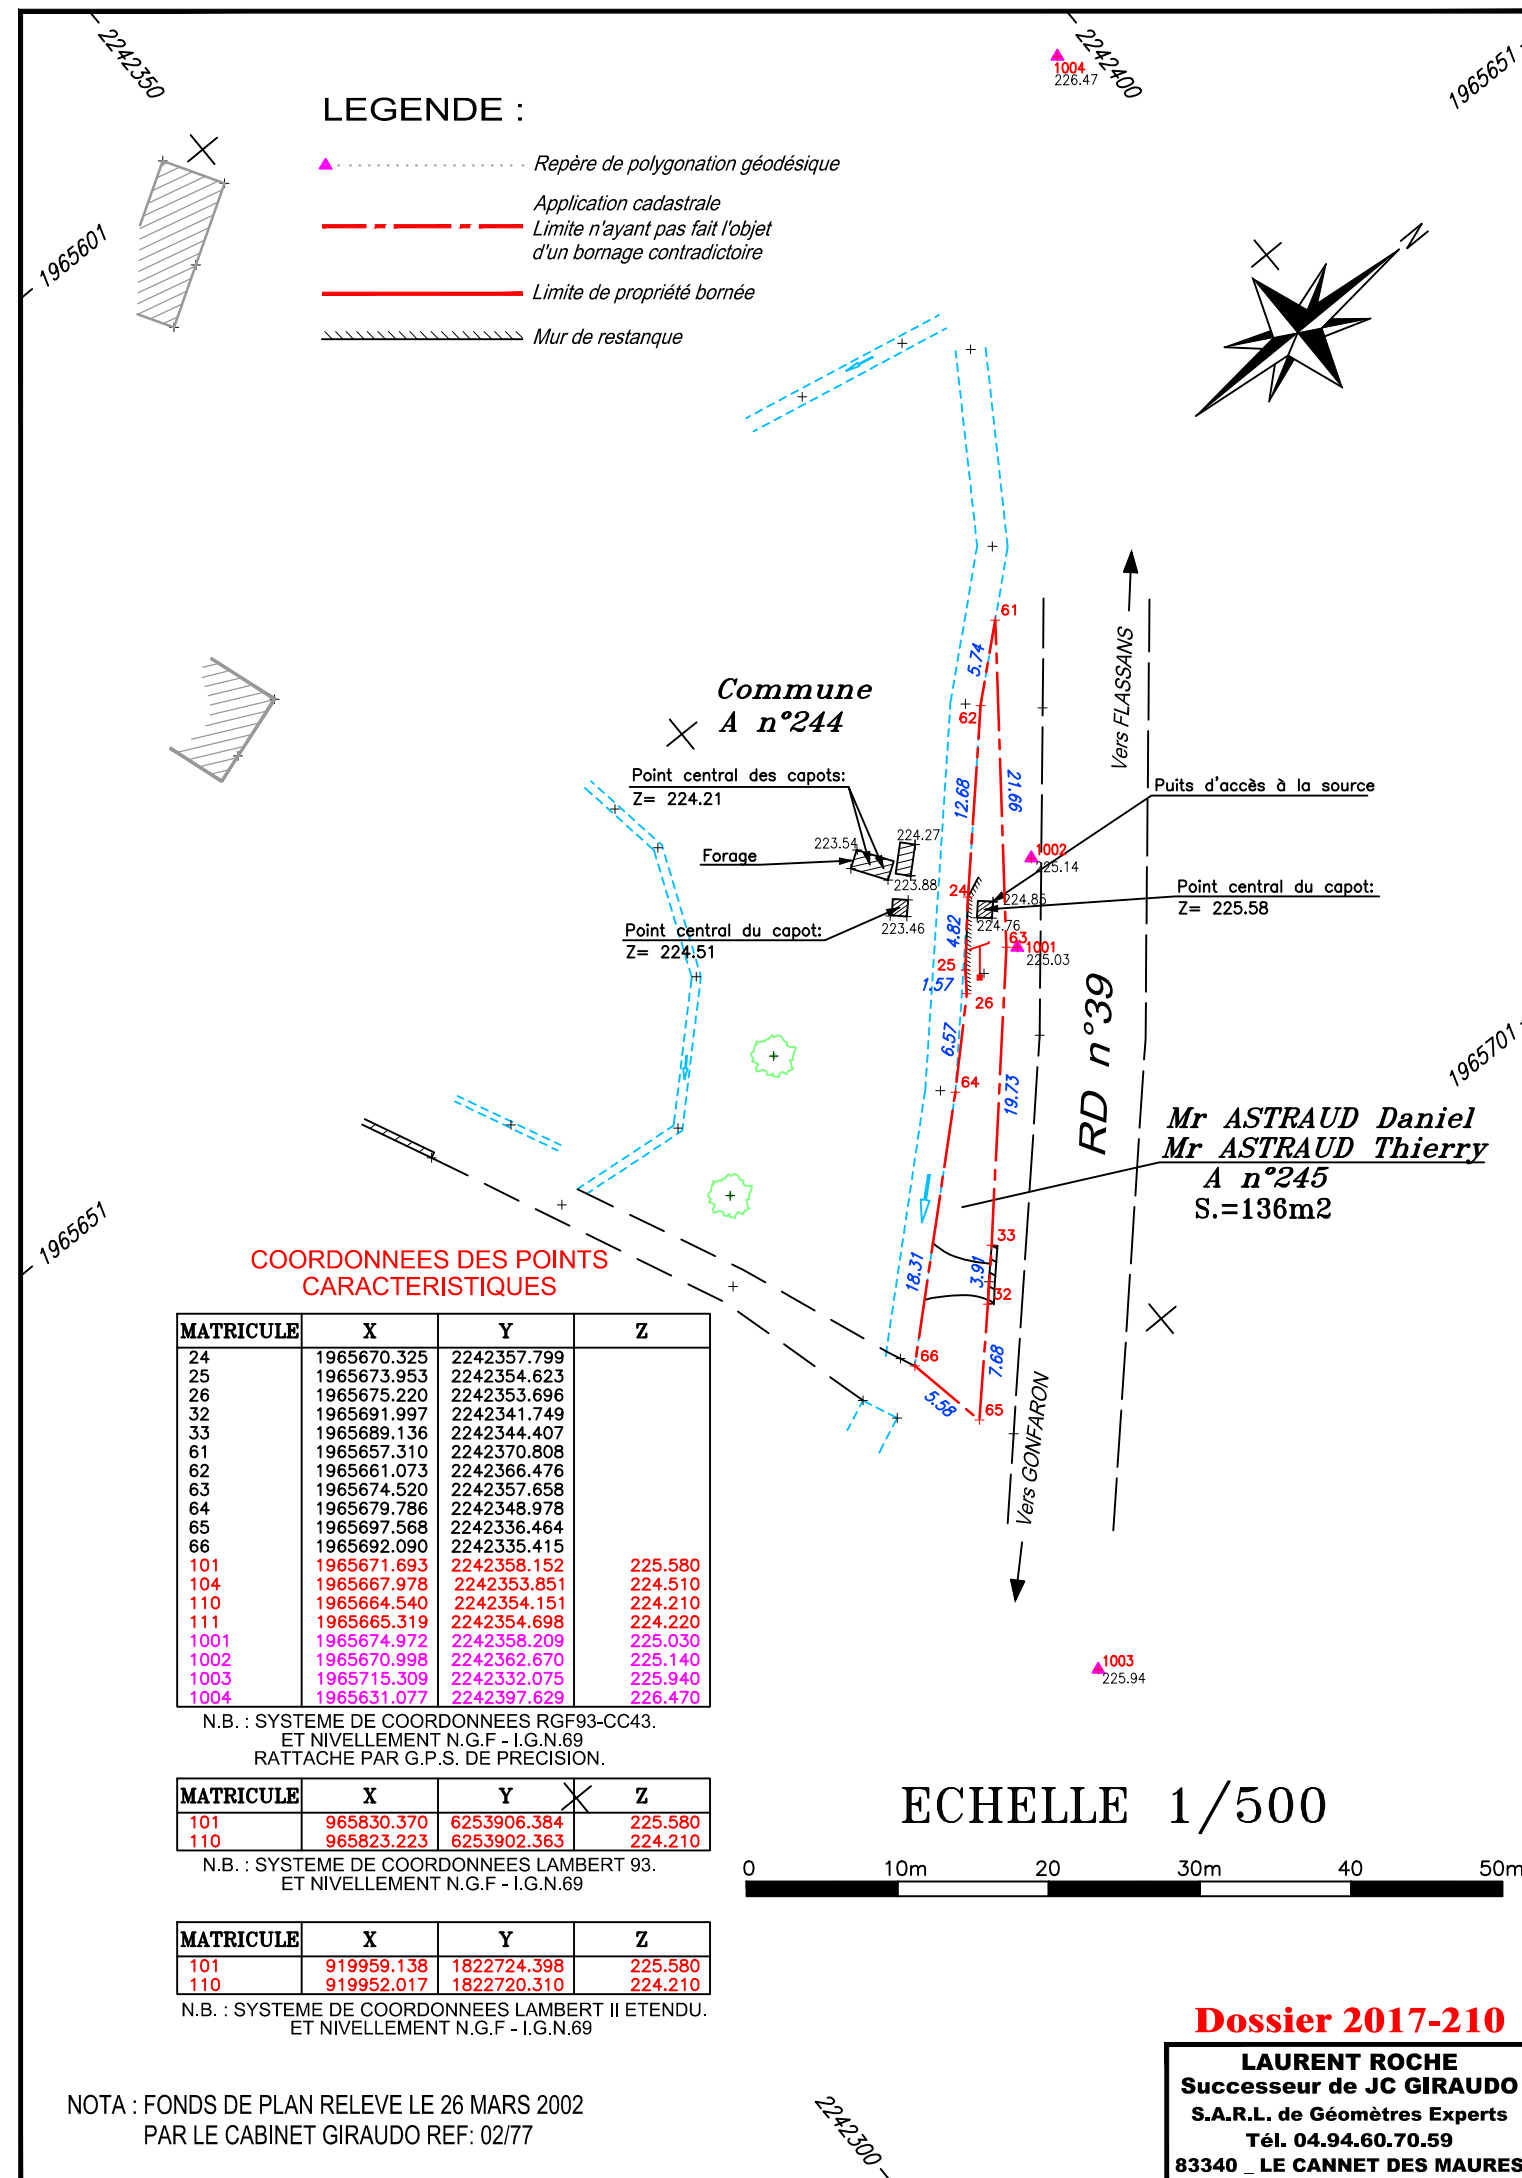 2242350
2242400
1004
226.47
1965651
LEGENDE :
Repère de polygonation géodésique
Application cadastrale
Limite n'ayant pas fait l'objet
d'un bornage contradictoire
Limite de propriété bornée
Mur de restanque
1965601
N
61
5.74
Vers FLASSANS
Commune
A n°244
62
Point central des capots:
Z= 224.21
12.68
21.66
Puits d'accès à la source
223.54
224.27
1002
225.14
Forage
223.88
24
224.85
Point central du capot:
Z= 225.58
223.46
224.76
Point central du capot:
Z= 224.51
4.82
63
1001
225.03
25
1.57
26
RD n°39
6.57
64
19.73
1965701
Mr ASTRAUD Daniel
Mr ASTRAUD Thierry
A n°245
S.=136m2
1965651
33
18.31
3.91
32
66
7.68
5.58
65
Vers GONFARON
1003
225.94
COORDONNEES DES POINTS
CARACTERISTIQUES
MATRICULE X Y Z
24 1965670.325 2242357.799
25 1965673.953 2242354.623
26 1965675.220 2242353.696
32 1965691.997 2242341.749
33 1965689.136 2242344.407
61 1965657.310 2242370.808
62 1965661.073 2242366.476
63 1965674.520 2242357.658
64 1965679.786 2242348.978
65 1965697.568 2242336.464
66 1965692.090 2242335.415
101 1965671.693 2242358.152 225.580
104 1965667.978 2242353.851 224.510
110 1965664.540 2242354.151 224.210
111 1965665.319 2242354.698 224.220
1001 1965674.972 2242358.209 225.030
1002 1965670.998 2242362.670 225.140
1003 1965715.309 2242332.075 225.940
1004 1965631.077 2242397.629 226.470
N.B. : SYSTEME DE COORDONNEES RGF93-CC43.
ET NIVELLEMENT N.G.F - I.G.N.69
RATTACHE PAR G.P.S. DE PRECISION.
MATRICULE X Y Z
101 965830.370 6253906.384 225.580
110 965823.223 6253902.363 224.210
N.B. : SYSTEME DE COORDONNEES LAMBERT 93.
ET NIVELLEMENT N.G.F - I.G.N.69
MATRICULE X Y Z
101 919959.138 1822724.398 225.580
110 919952.017 1822720.310 224.210
N.B. : SYSTEME DE COORDONNEES LAMBERT II ETENDU.
ET NIVELLEMENT N.G.F - I.G.N.69
ECHELLE 1/500
0 10m 20 30m 40 50m
NOTA : FONDS DE PLAN RELEVE LE 26 MARS 2002
PAR LE CABINET GIRAUDO REF: 02/77
2242300
Dossier 2017-210
LAURENT ROCHE
Successeur de JC GIRAUDO
S.A.R.L. de Géomètres Experts
Tél. 04.94.60.70.59
83340 _ LE CANNET DES MAURES